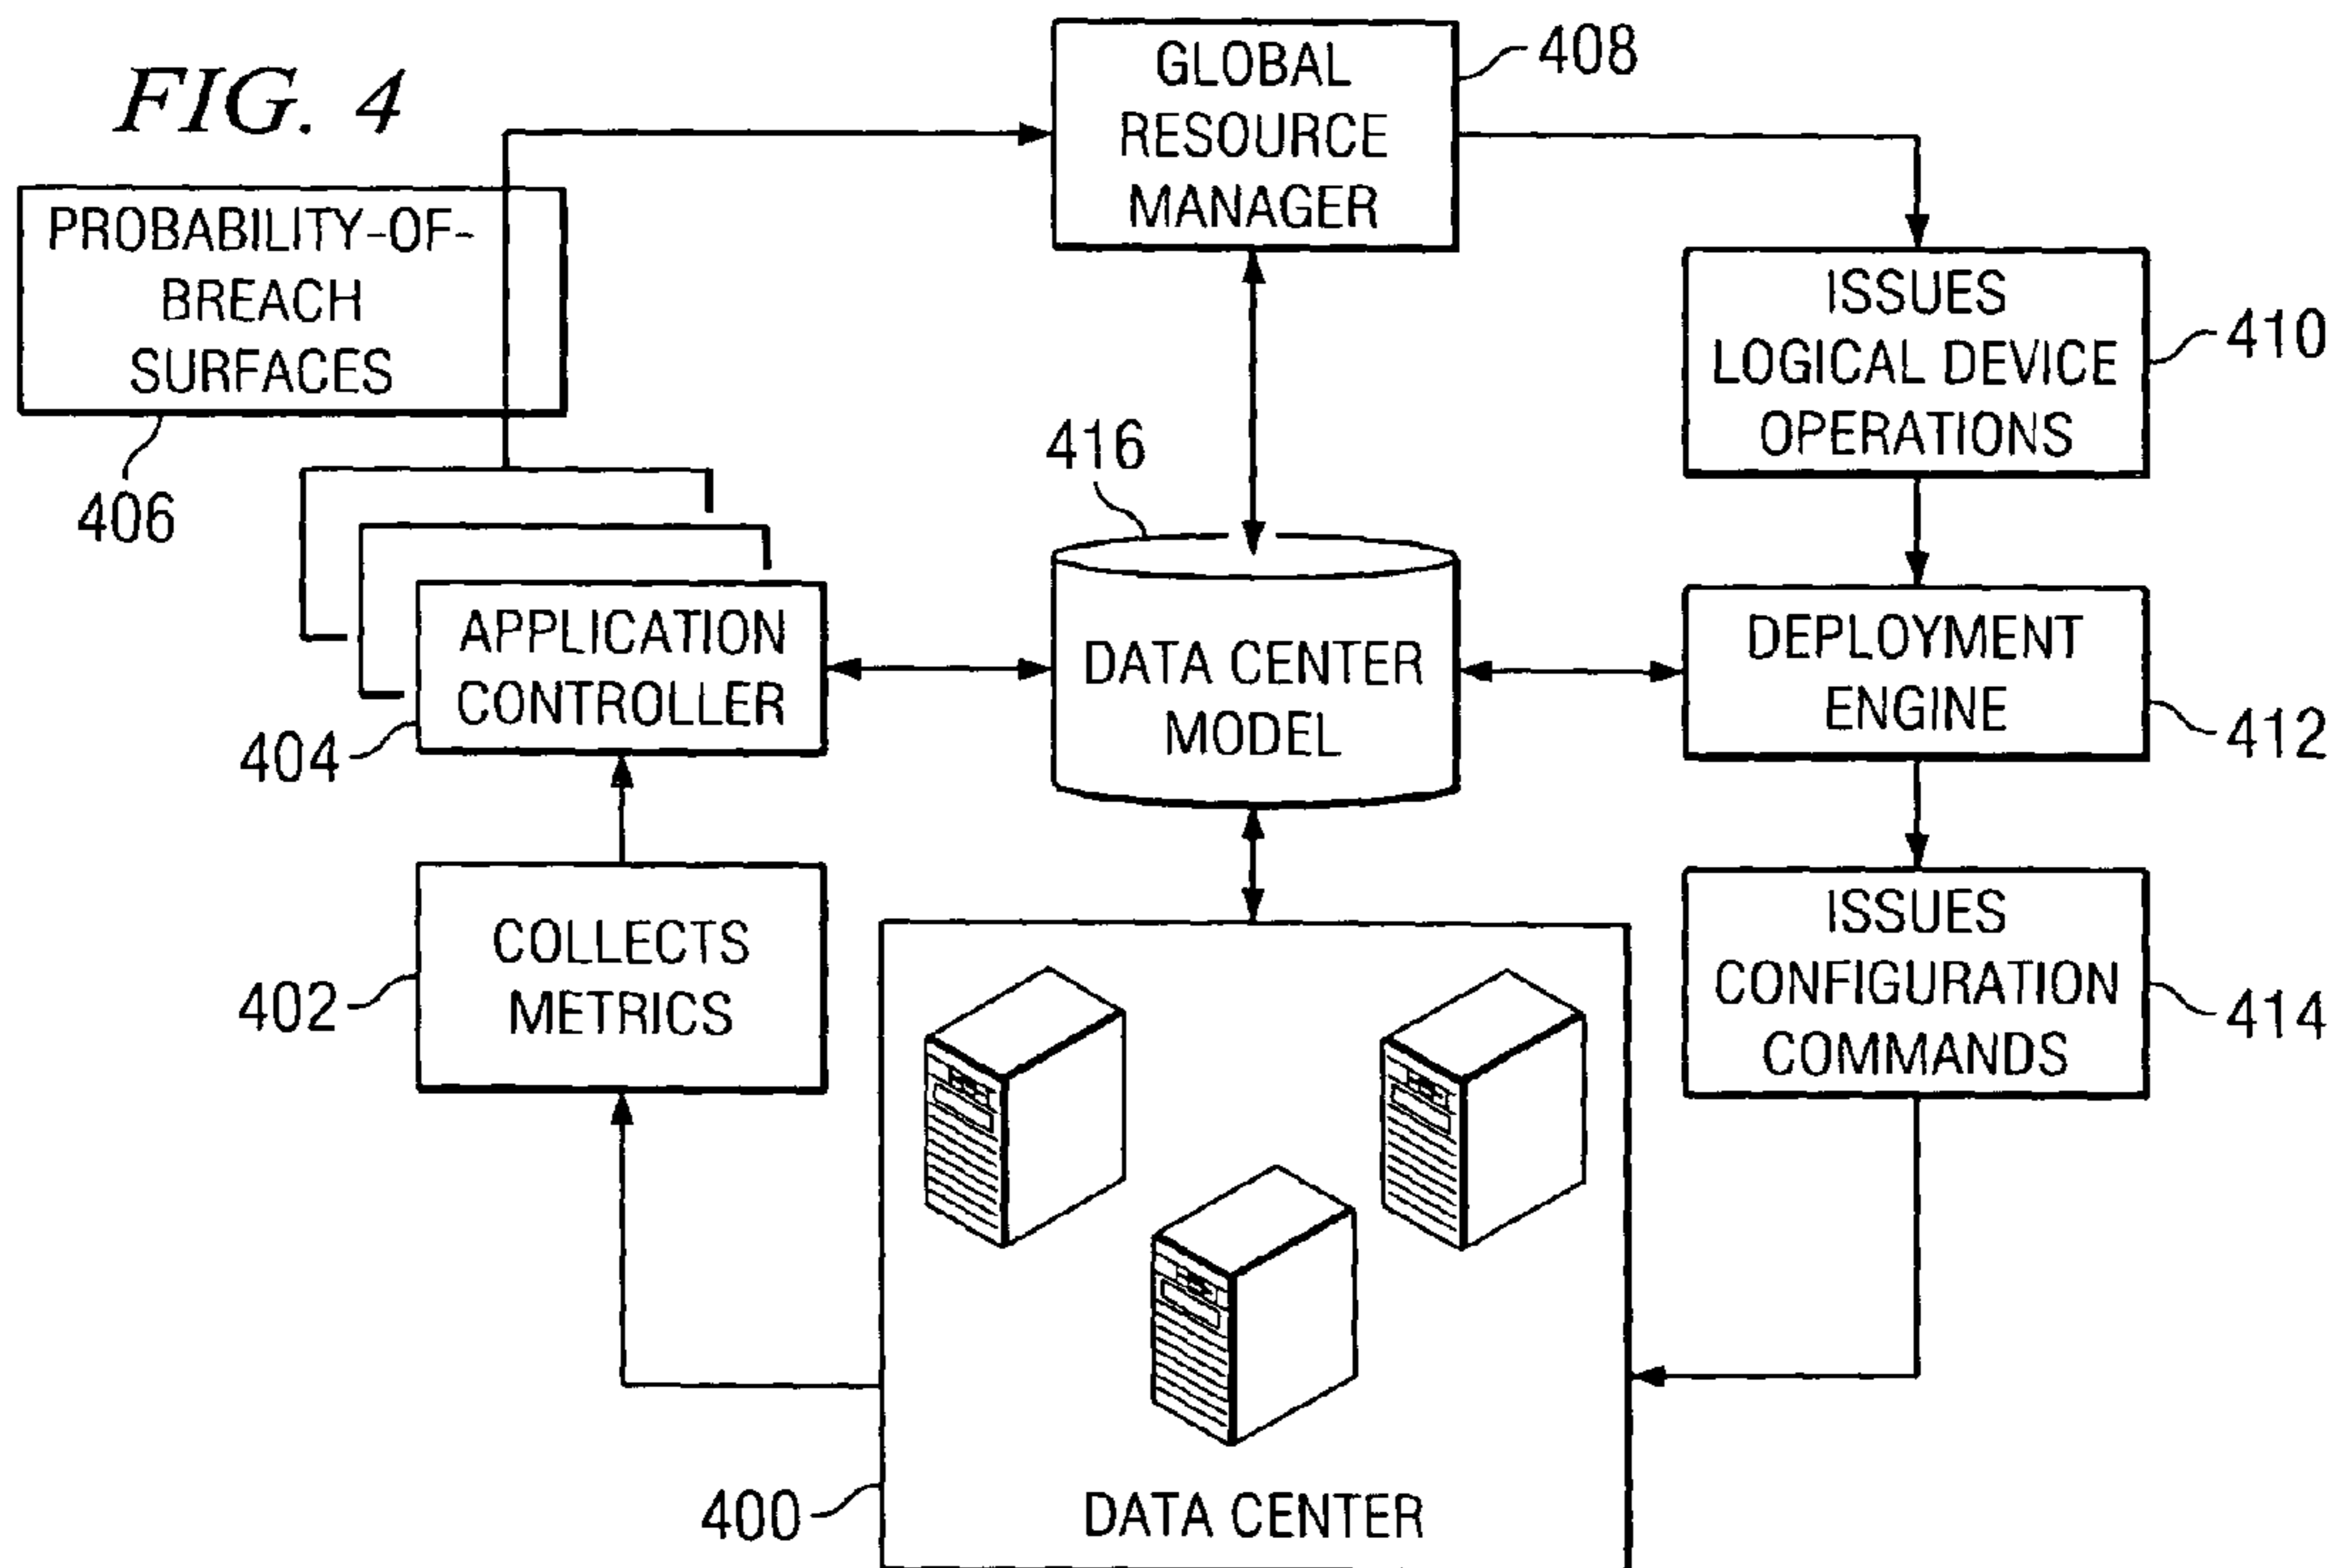 FIG. 4
GLOBAL
RESOURCE
MANAGER
408
PROBABILITY-OF-
BREACH
SURFACES
406
ISSUES
LOGICAL DEVICE
OPERATIONS
410
416
APPLICATION
CONTROLLER
404
DATA CENTER
MODEL
DEPLOYMENT
ENGINE
412
COLLECTS
METRICS
402
ISSUES
CONFIGURATION
COMMANDS
414
400
DATA CENTER